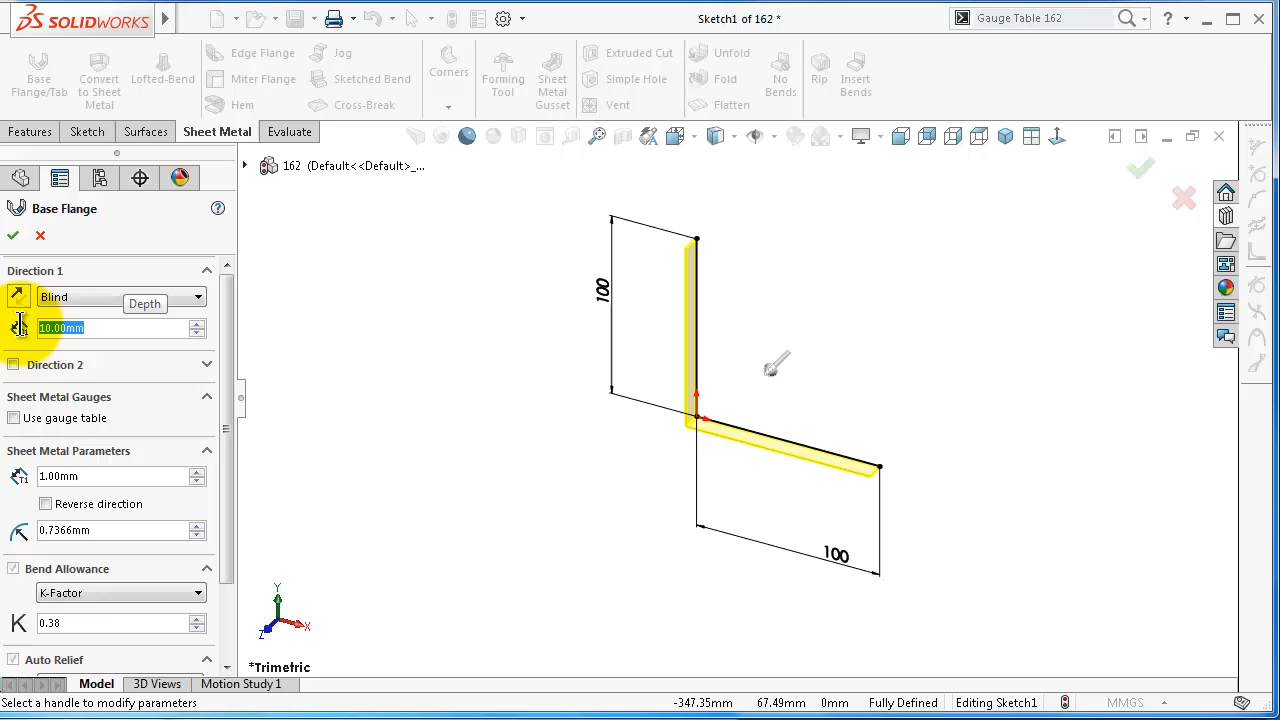 SOLIDWORKS
Sketch1 of 162 *
Gauge Table 162
?
Base Flange/Tab
Convert to Sheet Metal
Lofted-Bend
Edge Flange
Miter Flange
Hem
Jog
Sketched Bend
Cross-Break
Corners
Forming Tool
Sheet Metal Gusset
Extruded Cut
Simple Hole
Vent
Unfold
Fold
Flatten
No Bends
Rip
Insert Bends
Features
Sketch
Surfaces
Sheet Metal
Evaluate
162 (Default<<Default>_...
Base Flange
?
Direction 1
Blind
Depth
10.00mm
Direction 2
Sheet Metal Gauges
Use gauge table
Sheet Metal Parameters
T1
1.00mm
Reverse direction
0.7366mm
Bend Allowance
K-Factor
K
0.38
Auto Relief
100
100
Y
X
Z
*Trimetric
Model
3D Views
Motion Study 1
Select a handle to modify parameters
-347.35mm
67.49mm
0mm
Fully Defined
Editing Sketch1
MMGS